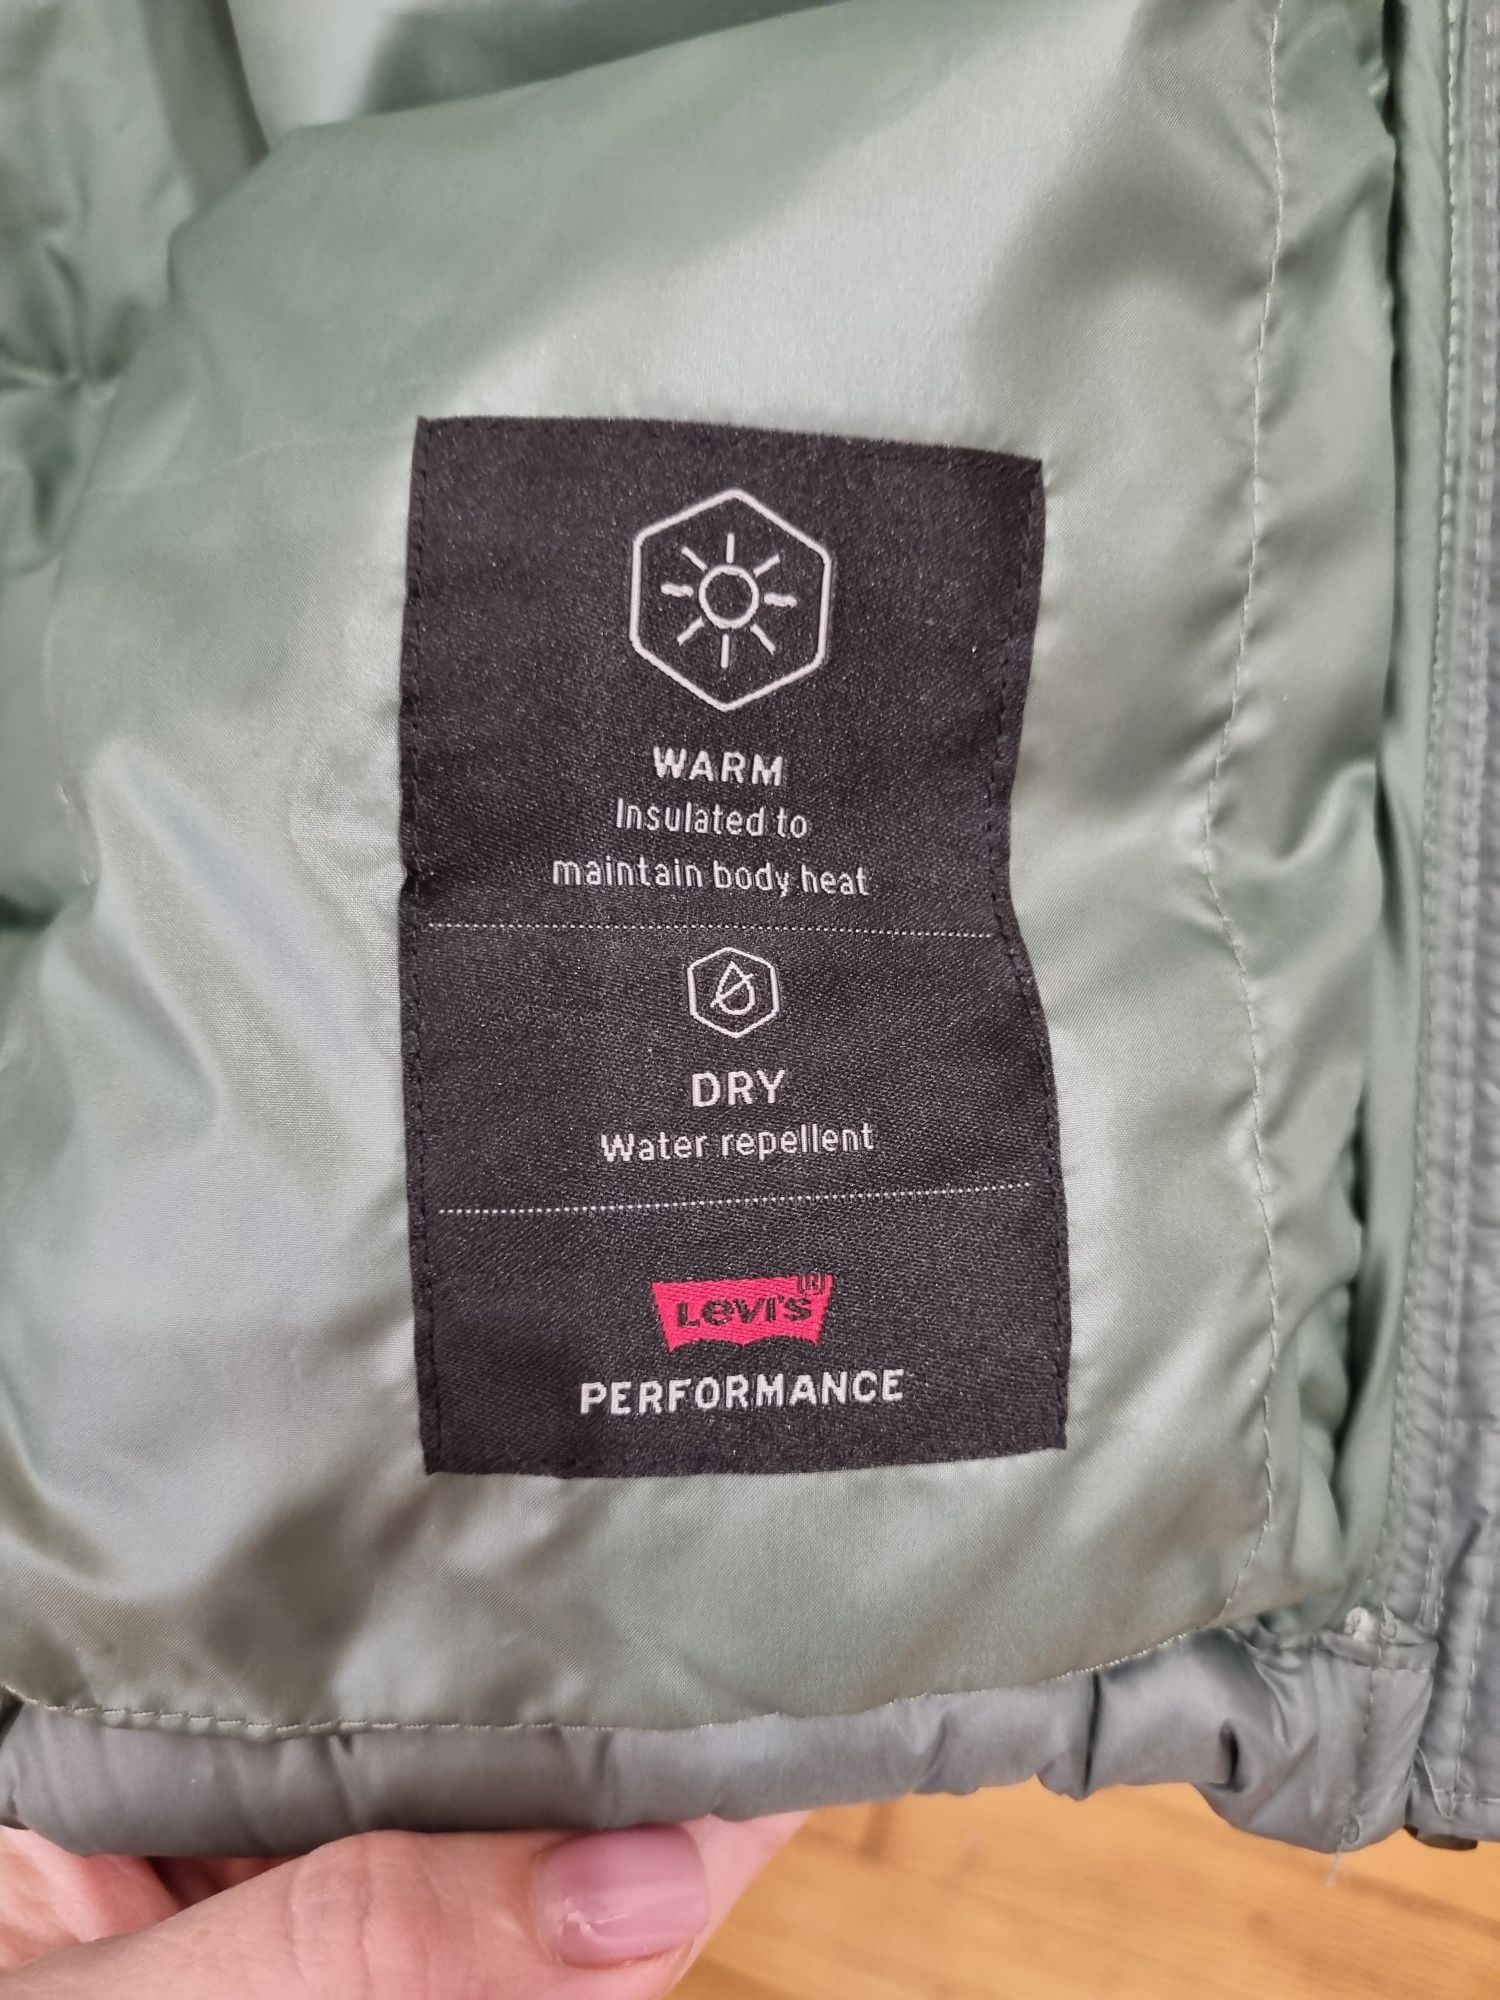 WARM
Insulated to
maintain body heat
DRY
Water repellent
Levi's (R)
PERFORMANCE